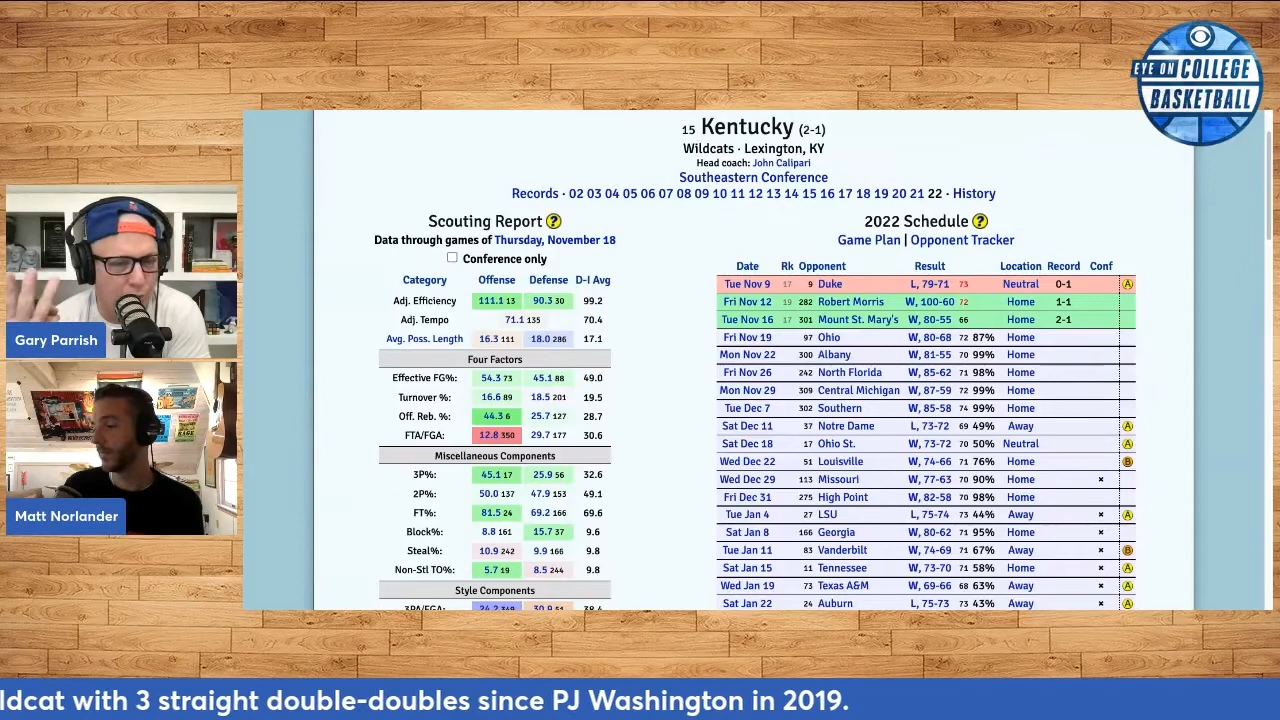 EYE ON COLLEGE
BASKETBALL
15 Kentucky (2-1)
Wildcats · Lexington, KY
Head coach: John Calipari
Southeastern Conference
Records · 02 03 04 05 06 07 08 09 10 11 12 13 14 15 16 17 18 19 20 21 22 · History
Scouting Report ?
Data through games of Thursday, November 18
Conference only
Category Offense Defense D-I Avg
Adj. Efficiency 111.1 13 90.3 30 99.2
Adj. Tempo 71.1 135 70.4
Avg. Poss. Length 16.3 111 18.0 286 17.1
Four Factors
Effective FG%: 54.3 73 45.1 88 49.0
Turnover %: 16.6 89 18.5 201 19.5
Off. Reb. %: 44.3 6 25.7 127 28.7
FTA/FGA: 12.8 350 29.7 177 30.6
Miscellaneous Components
3P%: 45.1 17 25.9 56 32.6
2P%: 50.0 137 47.9 153 49.1
FT%: 81.5 24 69.2 166 69.6
Block%: 8.8 161 15.7 37 9.6
Steal%: 10.9 242 9.9 166 9.8
Non-Stl TO%: 5.7 19 8.5 244 9.8
Style Components
3PA/FGA: 24.2 349 30.9 51 38.4
2022 Schedule ?
Game Plan | Opponent Tracker
Date Rk Opponent Result Location Record Conf
Tue Nov 9 17 9 Duke L, 79-71 73 Neutral 0-1 A
Fri Nov 12 19 282 Robert Morris W, 100-60 72 Home 1-1
Tue Nov 16 17 301 Mount St. Mary's W, 80-55 66 Home 2-1
Fri Nov 19 97 Ohio W, 80-68 72 87% Home
Mon Nov 22 300 Albany W, 81-55 70 99% Home
Fri Nov 26 242 North Florida W, 85-62 71 98% Home
Mon Nov 29 309 Central Michigan W, 87-59 72 99% Home
Tue Dec 7 302 Southern W, 85-58 74 99% Home
Sat Dec 11 37 Notre Dame L, 73-72 69 49% Away A
Sat Dec 18 17 Ohio St. W, 73-72 70 50% Neutral A
Wed Dec 22 51 Louisville W, 74-66 71 76% Home B
Wed Dec 29 113 Missouri W, 77-63 70 90% Home x
Fri Dec 31 275 High Point W, 82-58 70 98% Home
Tue Jan 4 27 LSU L, 75-74 73 44% Away x A
Sat Jan 8 166 Georgia W, 80-62 71 95% Home x
Tue Jan 11 83 Vanderbilt W, 74-69 71 67% Away x B
Sat Jan 15 11 Tennessee W, 73-70 71 58% Home x A
Wed Jan 19 73 Texas A&M W, 69-66 68 63% Away x A
Sat Jan 22 24 Auburn L, 75-73 73 43% Away x A
Gary Parrish
Matt Norlander
ldcat with 3 straight double-doubles since PJ Washington in 2019.